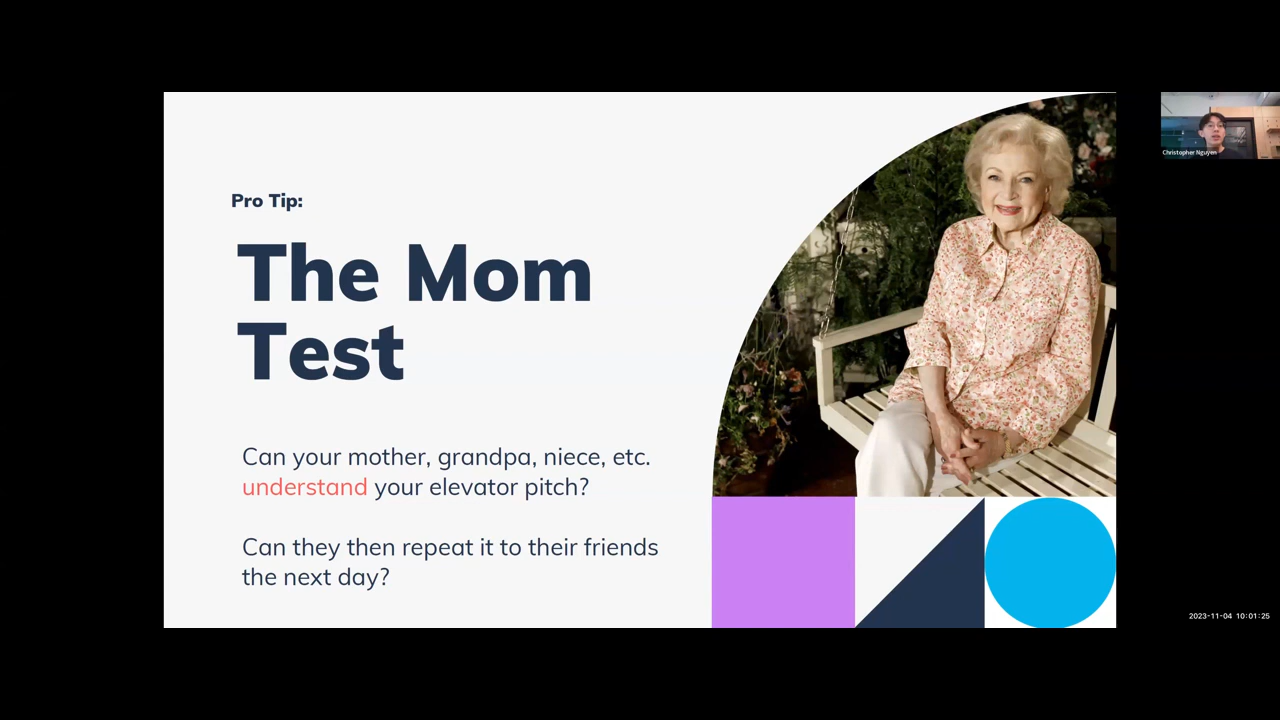 Pro Tip:
The Mom
Test
Can your mother, grandpa, niece, etc.
understand your elevator pitch?
Can they then repeat it to their friends
the next day?
Christopher Nguyen
2023-11-04 10:01:25